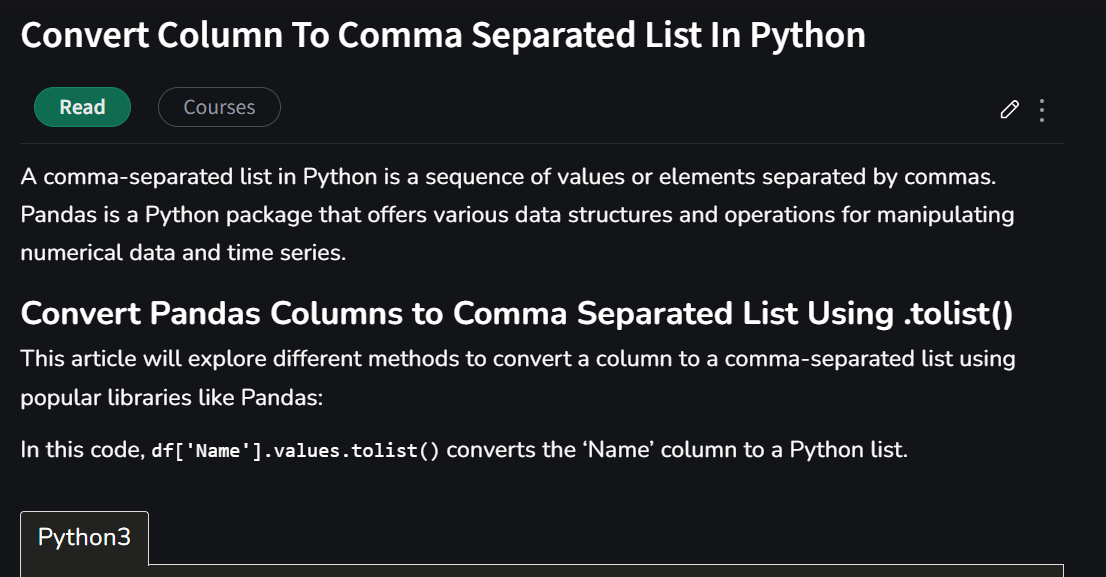 Convert Column To Comma Separated List In Python
Read
Courses
A comma-separated list in Python is a sequence of values or elements separated by commas.
Pandas is a Python package that offers various data structures and operations for manipulating
numerical data and time series.
Convert Pandas Columns to Comma Separated List Using .tolist()
This article will explore different methods to convert a column to a comma-separated list using
popular libraries like Pandas:
In this code, df['Name'].values.tolist() converts the ‘Name’ column to a Python list.
Python3